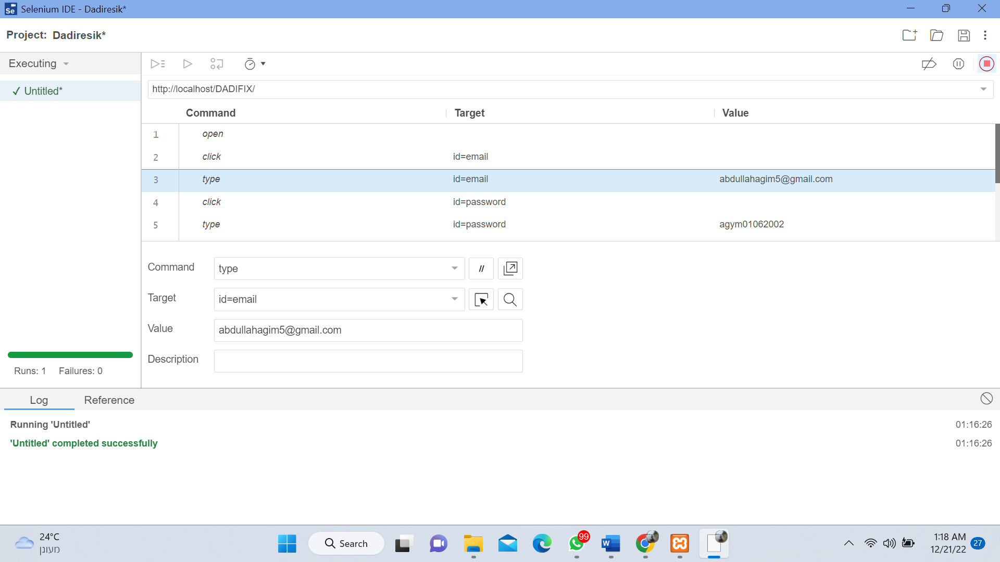 Selenium IDE - Dadiresik*
Project: Dadiresik*
Executing
✓ Untitled*
http://localhost/DADIFIX/
Command Target Value
1 open
2 click id=email
3 type id=email abdullahagim5@gmail.com
4 click id=password
5 type id=password agym01062002
Command type //
Target id=email
Value abdullahagim5@gmail.com
Description
Runs: 1 Failures: 0
Log Reference
Running 'Untitled' 01:16:26
'Untitled' completed successfully 01:16:26
24°C
מעונן
Search
99
1:18 AM
12/21/22
27